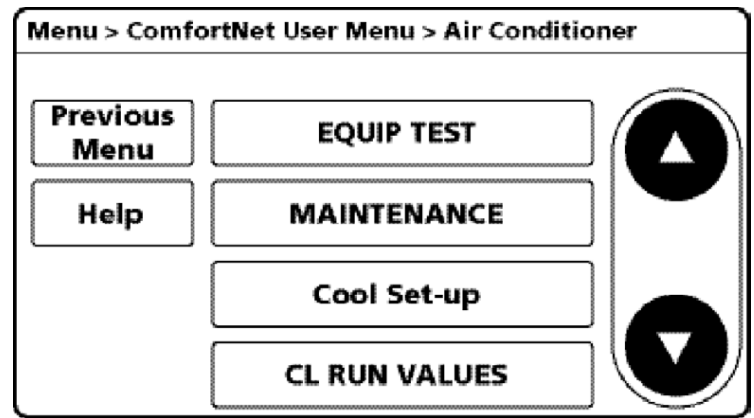 Menu > ComfortNet User Menu > Air Conditioner
Previous
Menu
EQUIP TEST
Help
MAINTENANCE
Cool Set-up
CL RUN VALUES